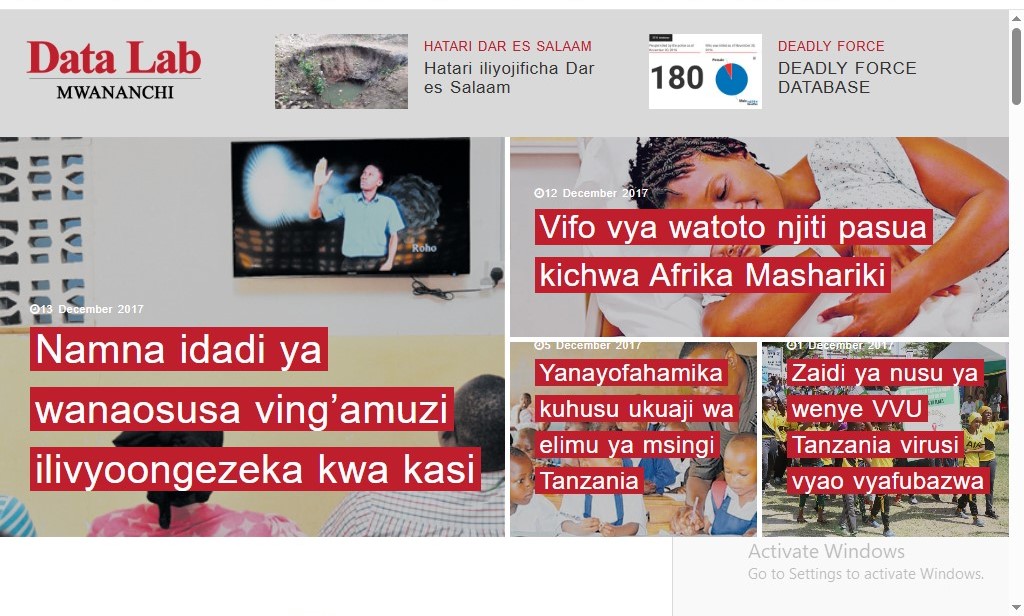 Data Lab
MWANANCHI
HATARI DAR ES SALAAM
Hatari iliyojificha Dar
es Salaam
180
DEADLY FORCE
DEADLY FORCE
DATABASE
Roho
13 December 2017
Namna idadi ya
wanaosusa ving’amuzi
ilivyoongezeka kwa kasi
12 December 2017
Vifo vya watoto njiti pasua
kichwa Afrika Mashariki
5 December 2017
Yanayofahamika
kuhusu ukuaji wa
elimu ya msingi
Tanzania
1 December 2017
Zaidi ya nusu ya
wenye VVU
Tanzania virusi
vyao vyafubazwa
Activate Windows
Go to Settings to activate Windows.